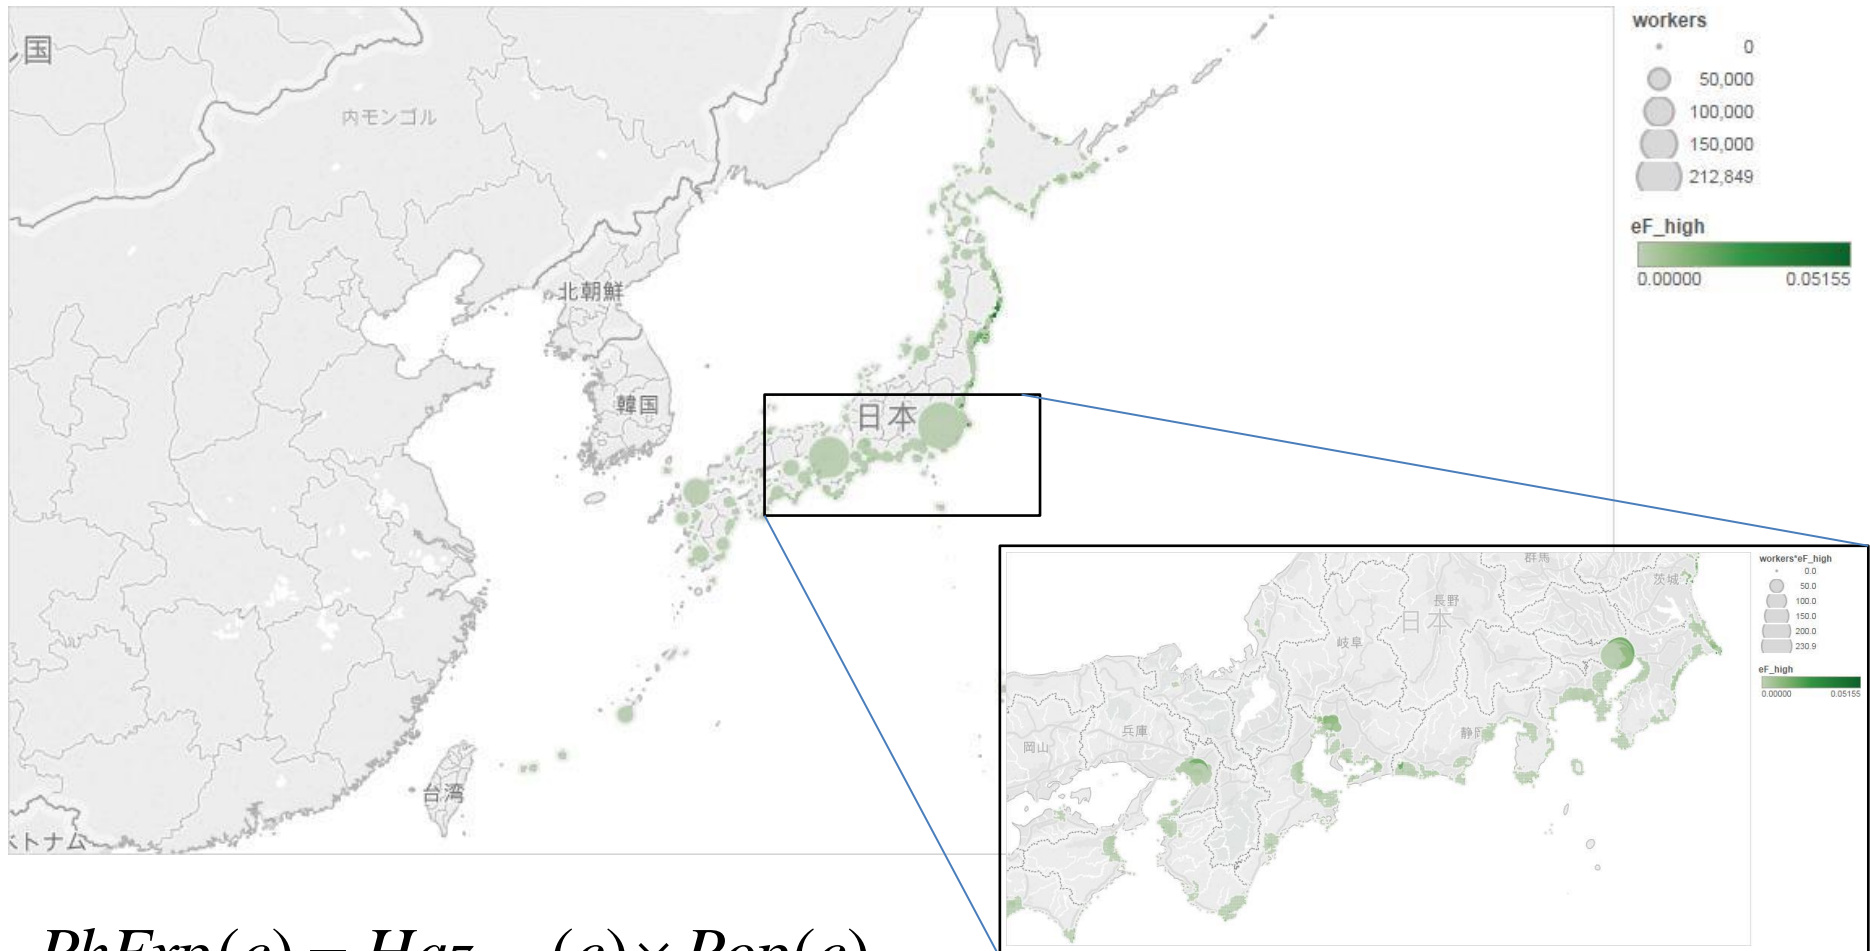 国
内モンゴル
北朝鮮
韓国
日本
台湾
トナム
workers
0
50,000
100,000
150,000
212,849
eF_high
0.00000 0.05155
群馬
茨城
長野
日本
岐阜
兵庫
岡山
静岡
workers*eF_high
0.0
50.0
100.0
150.0
200.0
230.9
eF_high
0.00000 0.05155
PhExp(c) = Haz (c) × Pop(c)